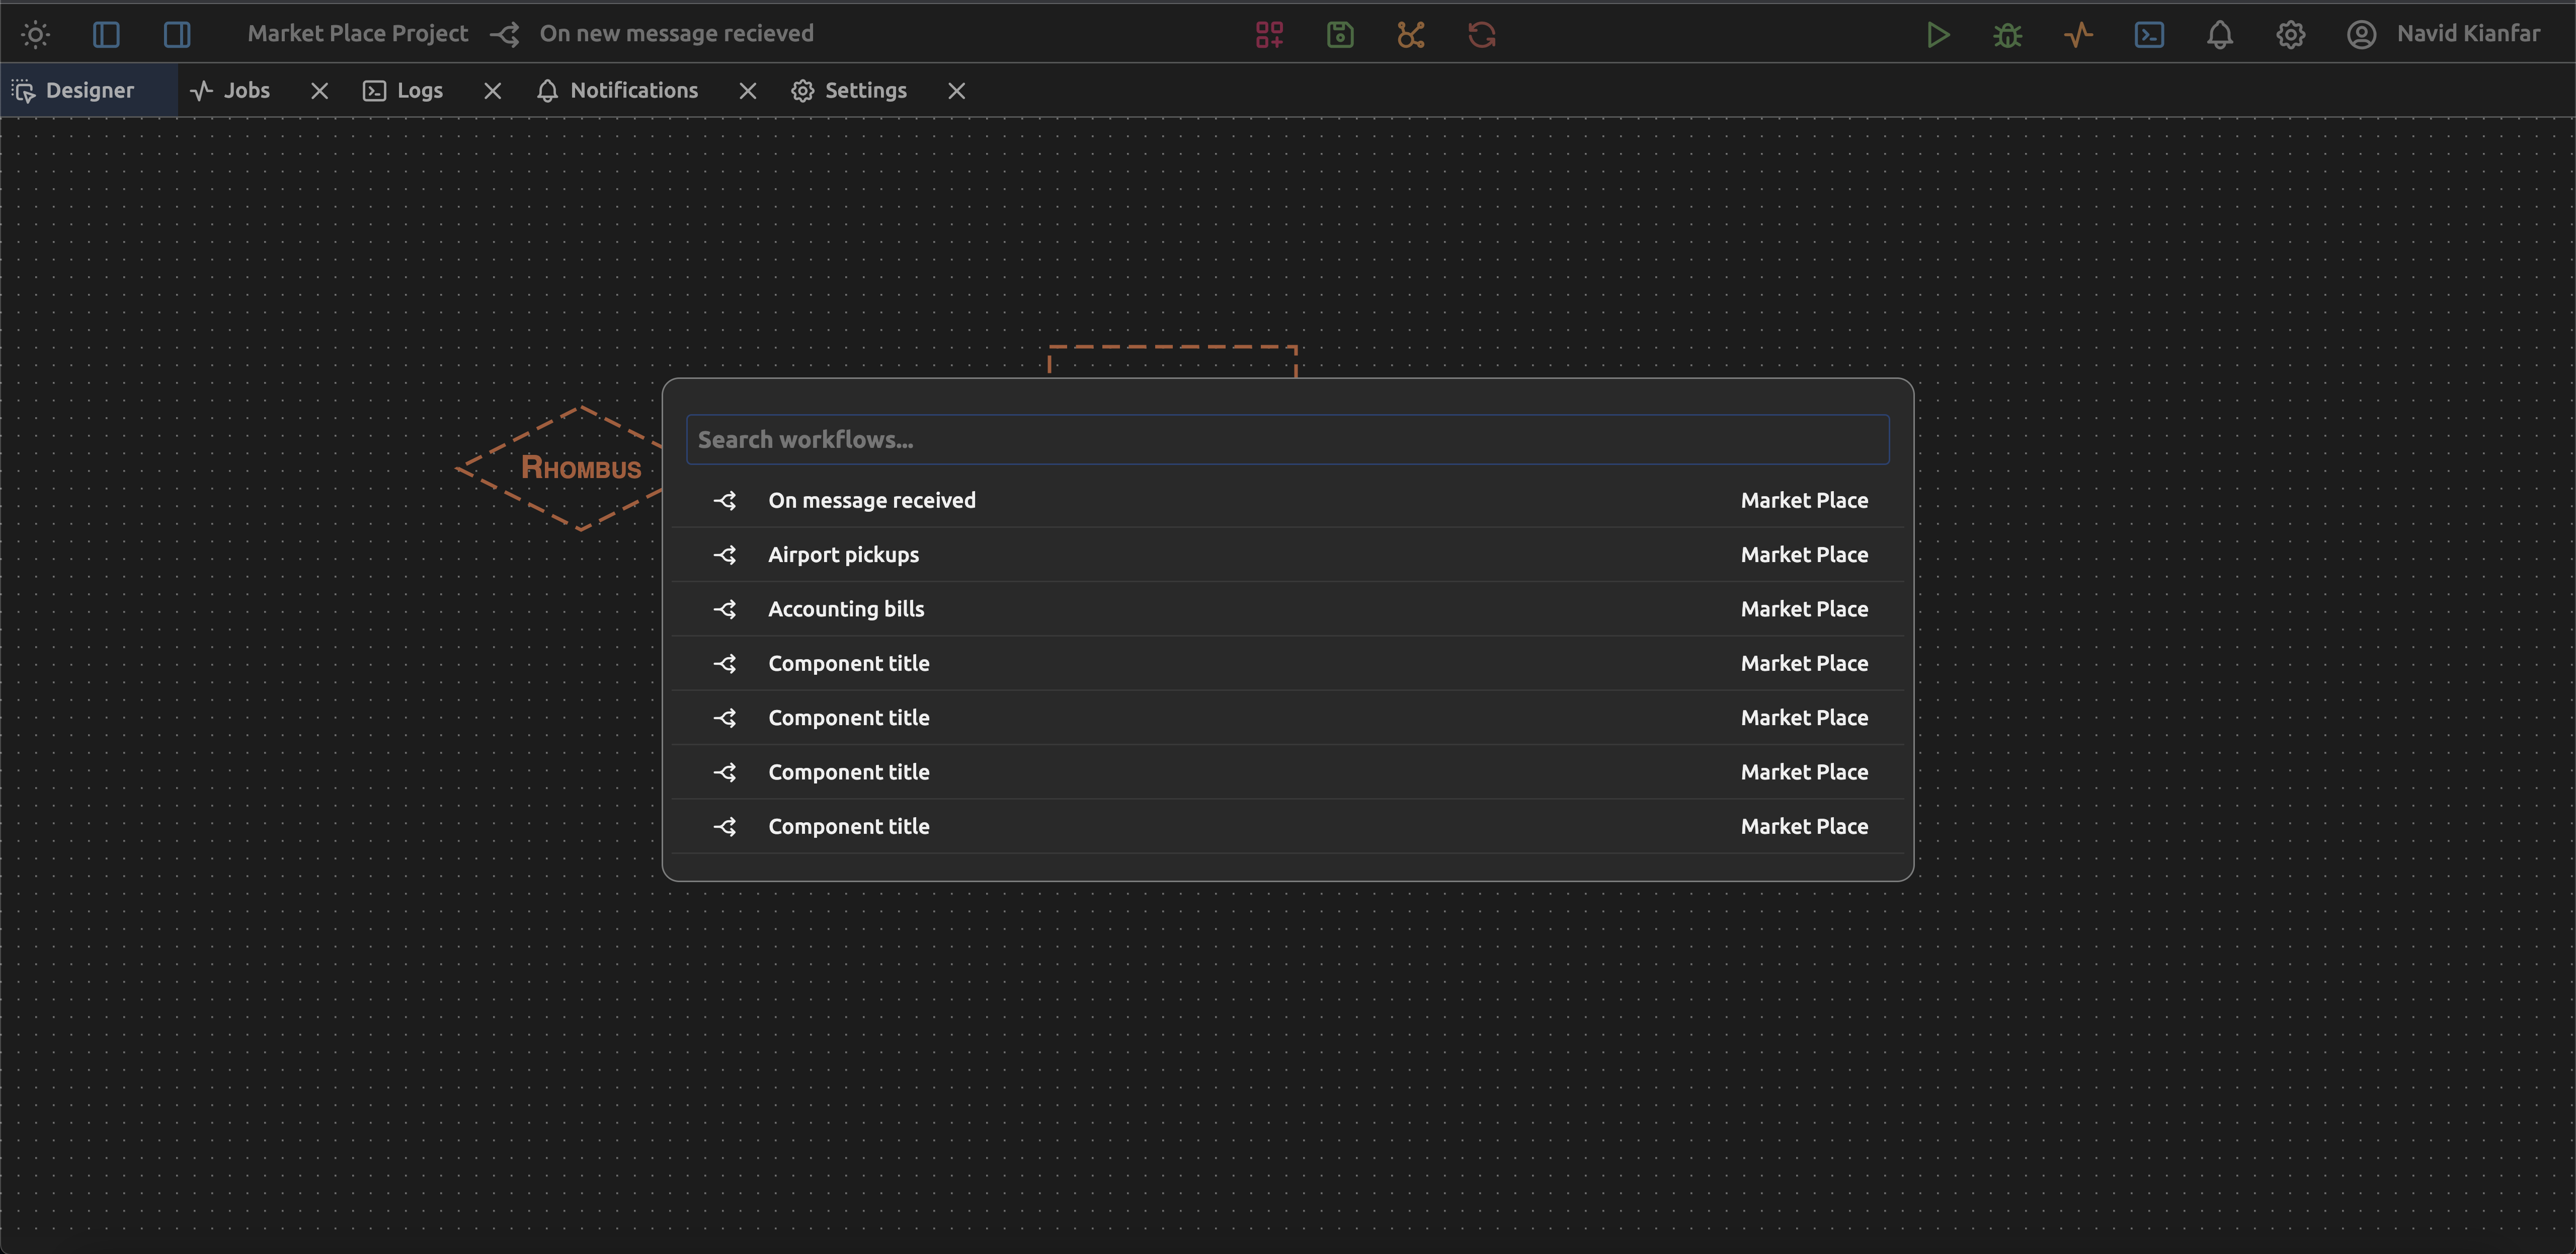 Market Place Project On new message recieved Navid Kianfar
Designer Jobs Logs Notifications Settings
RHOMBUS
Search workflows...
On message received Market Place
Airport pickups Market Place
Accounting bills Market Place
Component title Market Place
Component title Market Place
Component title Market Place
Component title Market Place